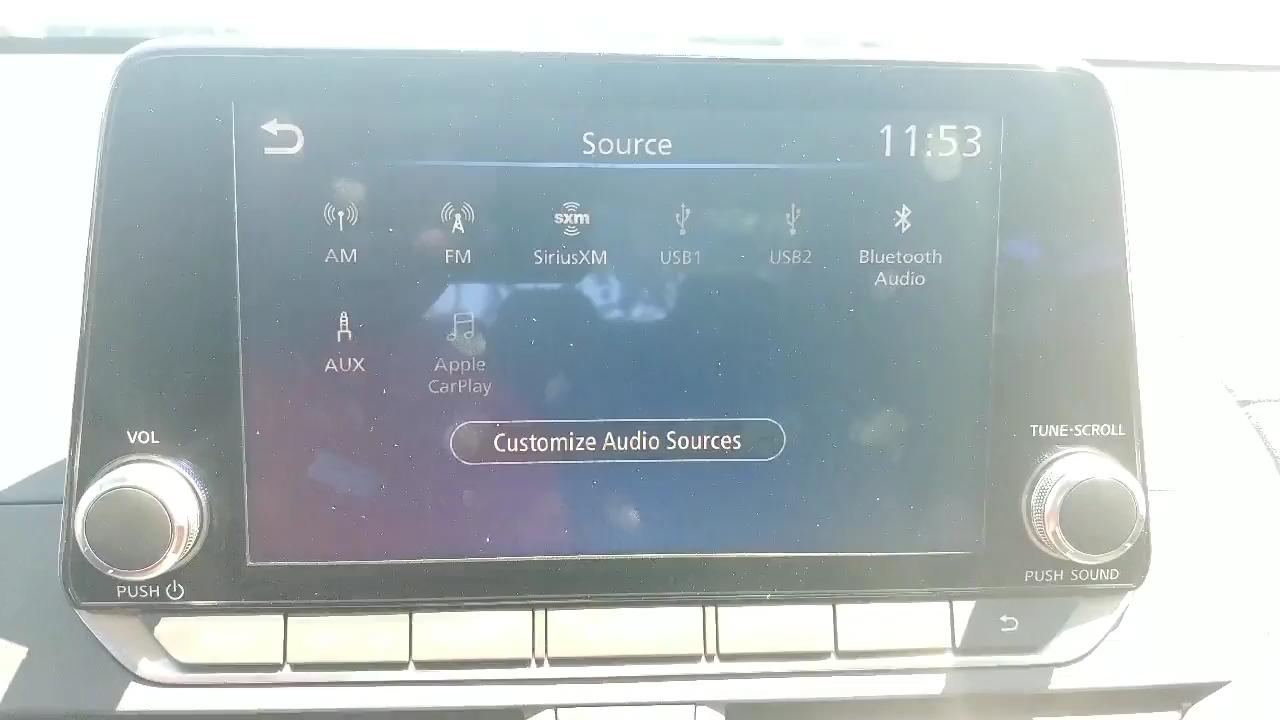 Source
11:53
AM
FM
sxm
SiriusXM
USB1
USB2
Bluetooth
Audio
AUX
Apple
CarPlay
Customize Audio Sources
VOL
PUSH
TUNE·SCROLL
PUSH SOUND